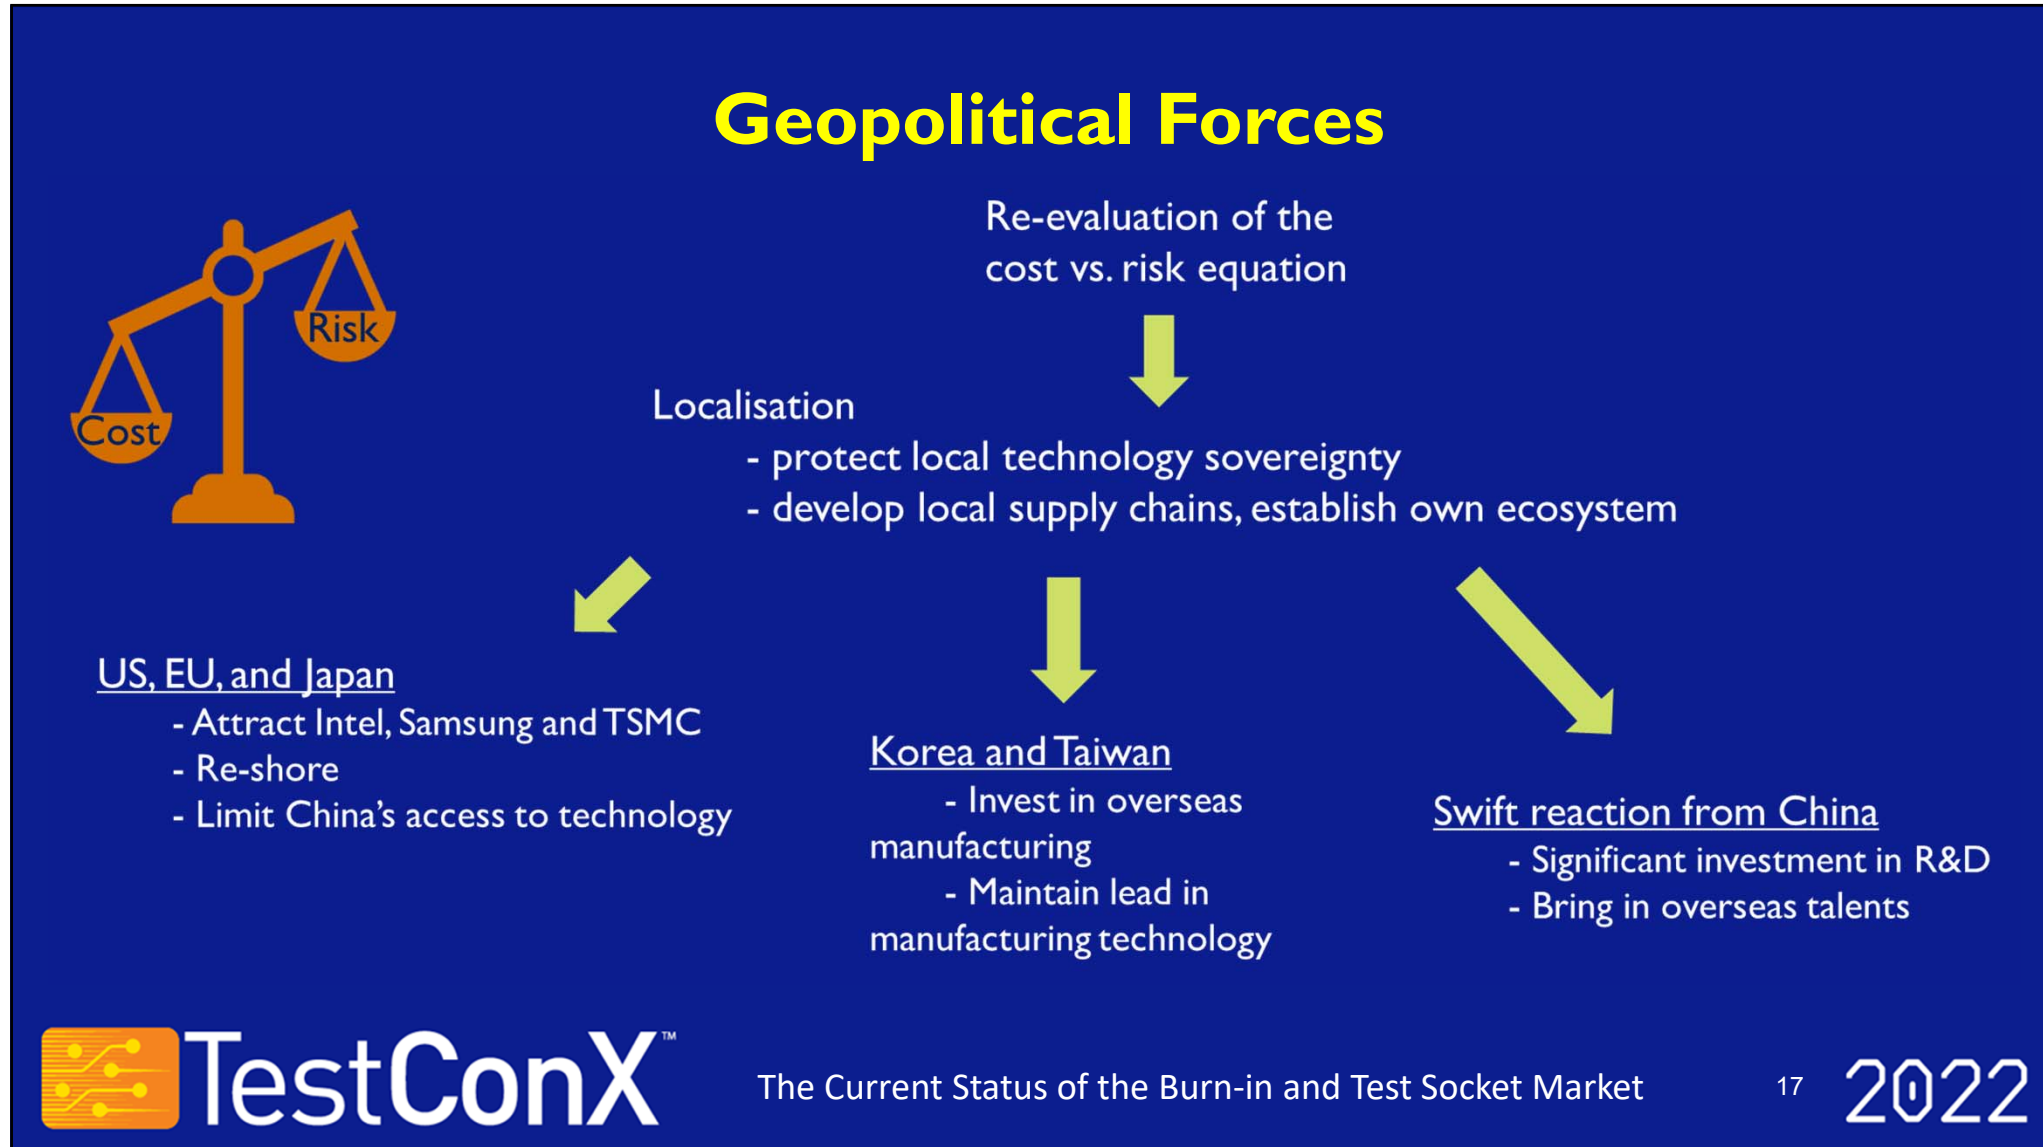 Geopolitical Forces
Re-evaluation of the
cost vs. risk equation
Risk
Cost
Localisation
- protect local technology sovereignty
- develop local supply chains, establish own ecosystem
US, EU, and Japan
- Attract Intel, Samsung and TSMC
- Re-shore
- Limit China's access to technology
Korea and Taiwan
- Invest in overseas
manufacturing
- Maintain lead in
manufacturing technology
Swift reaction from China
- Significant investment in R&D
- Bring in overseas talents
TestConX™
The Current Status of the Burn-in and Test Socket Market
17
2022